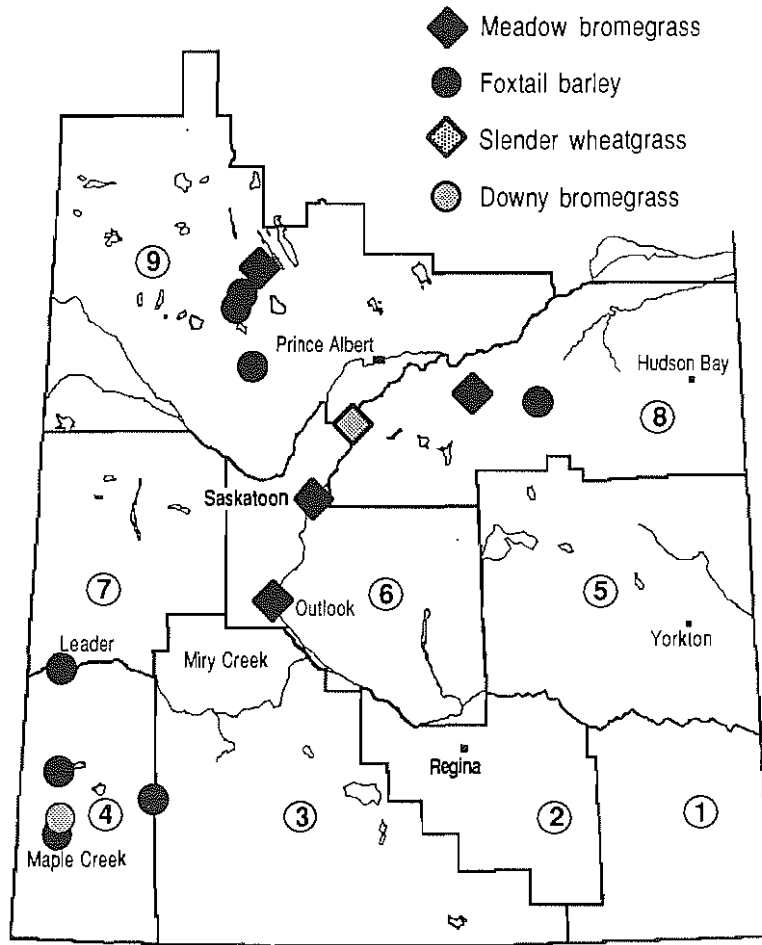 Meadow bromegrass
Foxtail barley
Slender wheatgrass
Downy bromegrass
9
Prince Albert
Hudson Bay
8
Saskatoon
7
6
5
Outlook
Yorkton
Leader
Miry Creek
Regina
4
3
2
1
Maple Creek